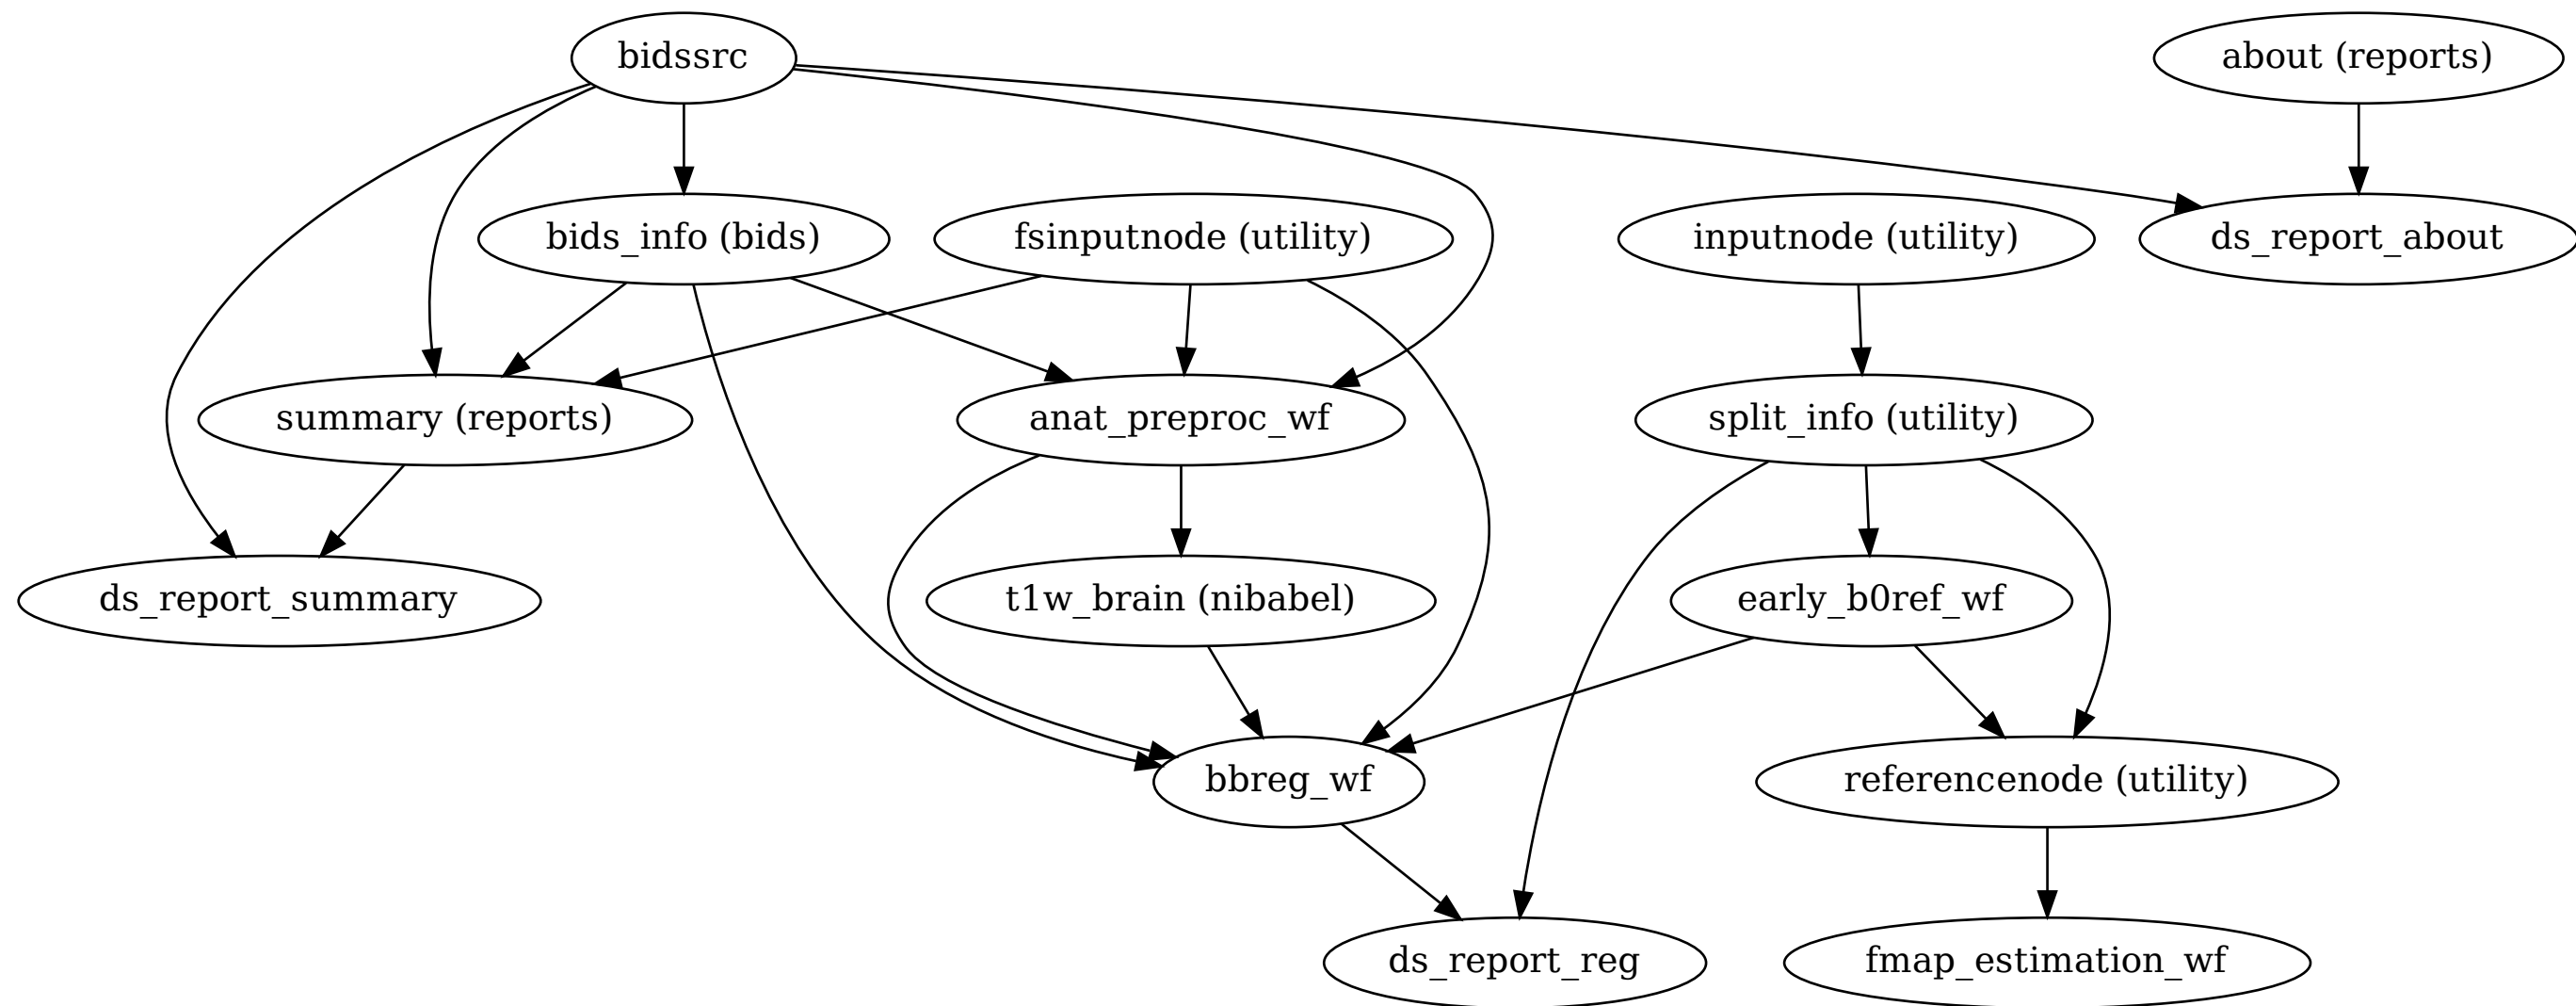 bidssrc
about (reports)
bids_info (bids)
fsinputnode (utility)
inputnode (utility)
ds_report_about
summary (reports)
anat_preproc_wf
split_info (utility)
ds_report_summary
t1w_brain (nibabel)
early_b0ref_wf
bbreg_wf
referencenode (utility)
ds_report_reg
fmap_estimation_wf